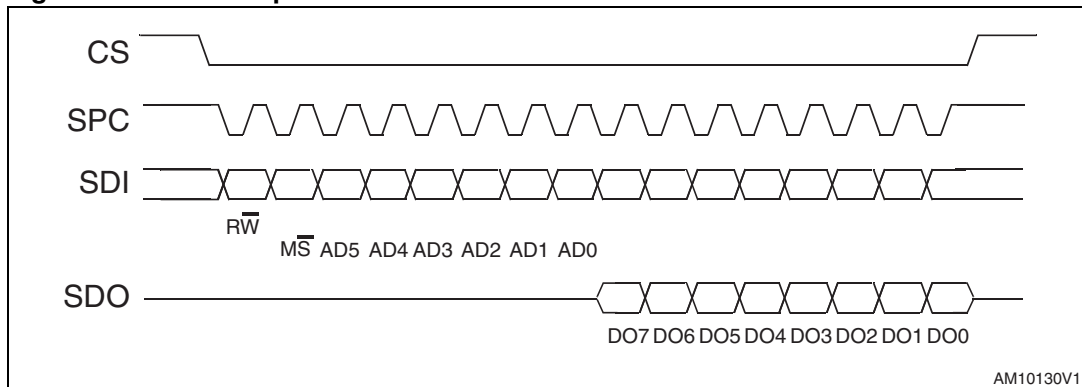 CS
SPC
SDI
RW̅
MS̅ AD5 AD4 AD3 AD2 AD1 AD0
SDO
DO7 DO6 DO5 DO4 DO3 DO2 DO1 DO0
AM10130V1